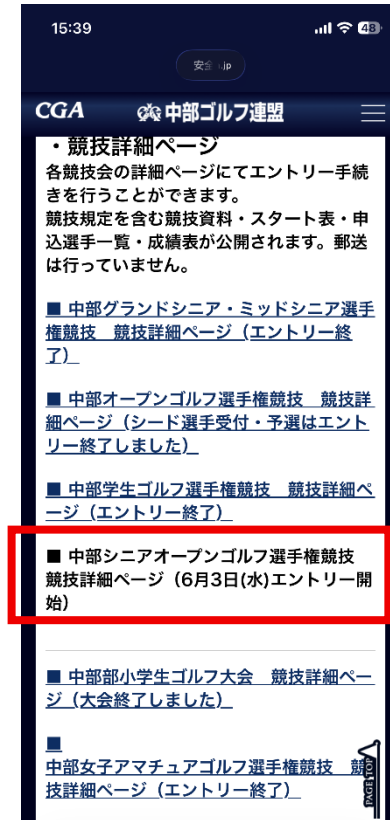 15:39
48
安全 .jp
CGA
中部ゴルフ連盟
・競技詳細ページ
各競技会の詳細ページにてエントリー手続
きを行うことができます。
競技規定を含む競技資料・スタート表・申
込選手一覧・成績表が公開されます。郵送
は行っていません。
■ 中部グランドシニア・ミッドシニア選手
権競技　競技詳細ページ（エントリー終
了）
■ 中部オープンゴルフ選手権競技　競技詳
細ページ（シード選手受付・予選はエント
リー終了しました）
■ 中部学生ゴルフ選手権競技　競技詳細ペ
ージ（エントリー終了）
■ 中部シニアオープンゴルフ選手権競技
競技詳細ページ（6月3日(水)エントリー開
始）
■ 中部部小学生ゴルフ大会　競技詳細ペー
ジ（大会終了しました）
■
中部女子アマチュアゴルフ選手権競技　競
技詳細ページ（エントリー終了）
PAGE TOP